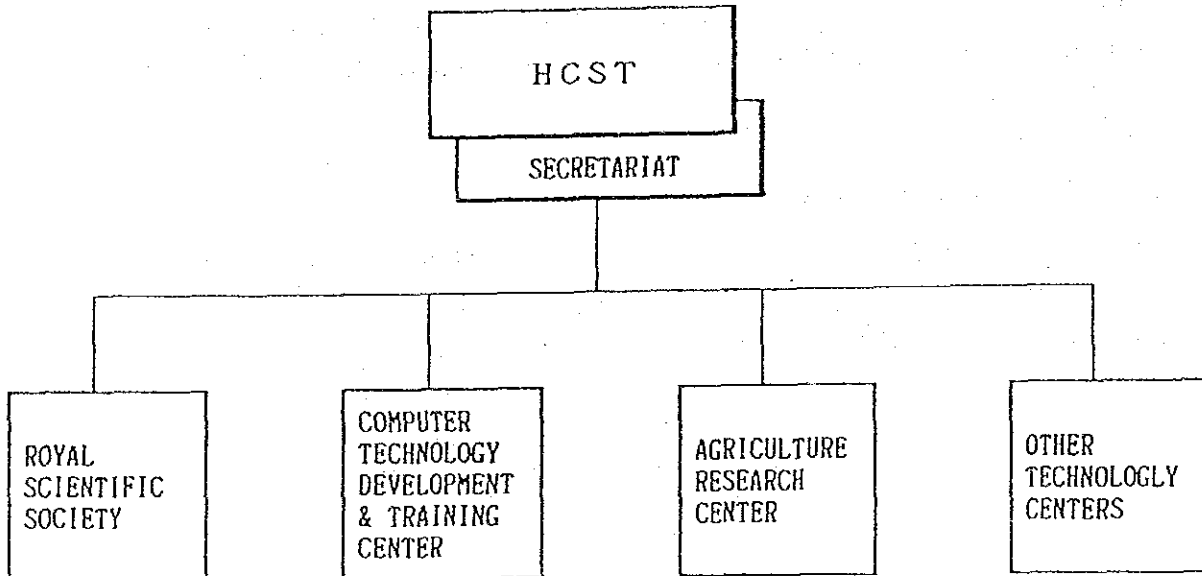 HCST
SECRETARIAT
ROYAL
SCIENTIFIC
SOCIETY
COMPUTER
TECHNOLOGY
DEVELOPMENT
& TRAINING
CENTER
AGRICULTURE
RESEARCH
CENTER
OTHER
TECHNOLOGLY
CENTERS